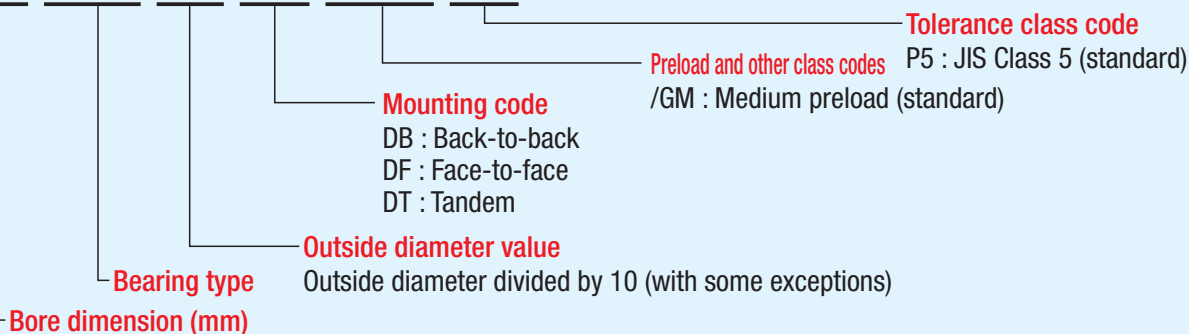 Tolerance class code
P5 : JIS Class 5 (standard)
Preload and other class codes
/GM : Medium preload (standard)
Mounting code
DB : Back-to-back
DF : Face-to-face
DT : Tandem
Outside diameter value
Outside diameter divided by 10 (with some exceptions)
Bearing type
Bore dimension (mm)